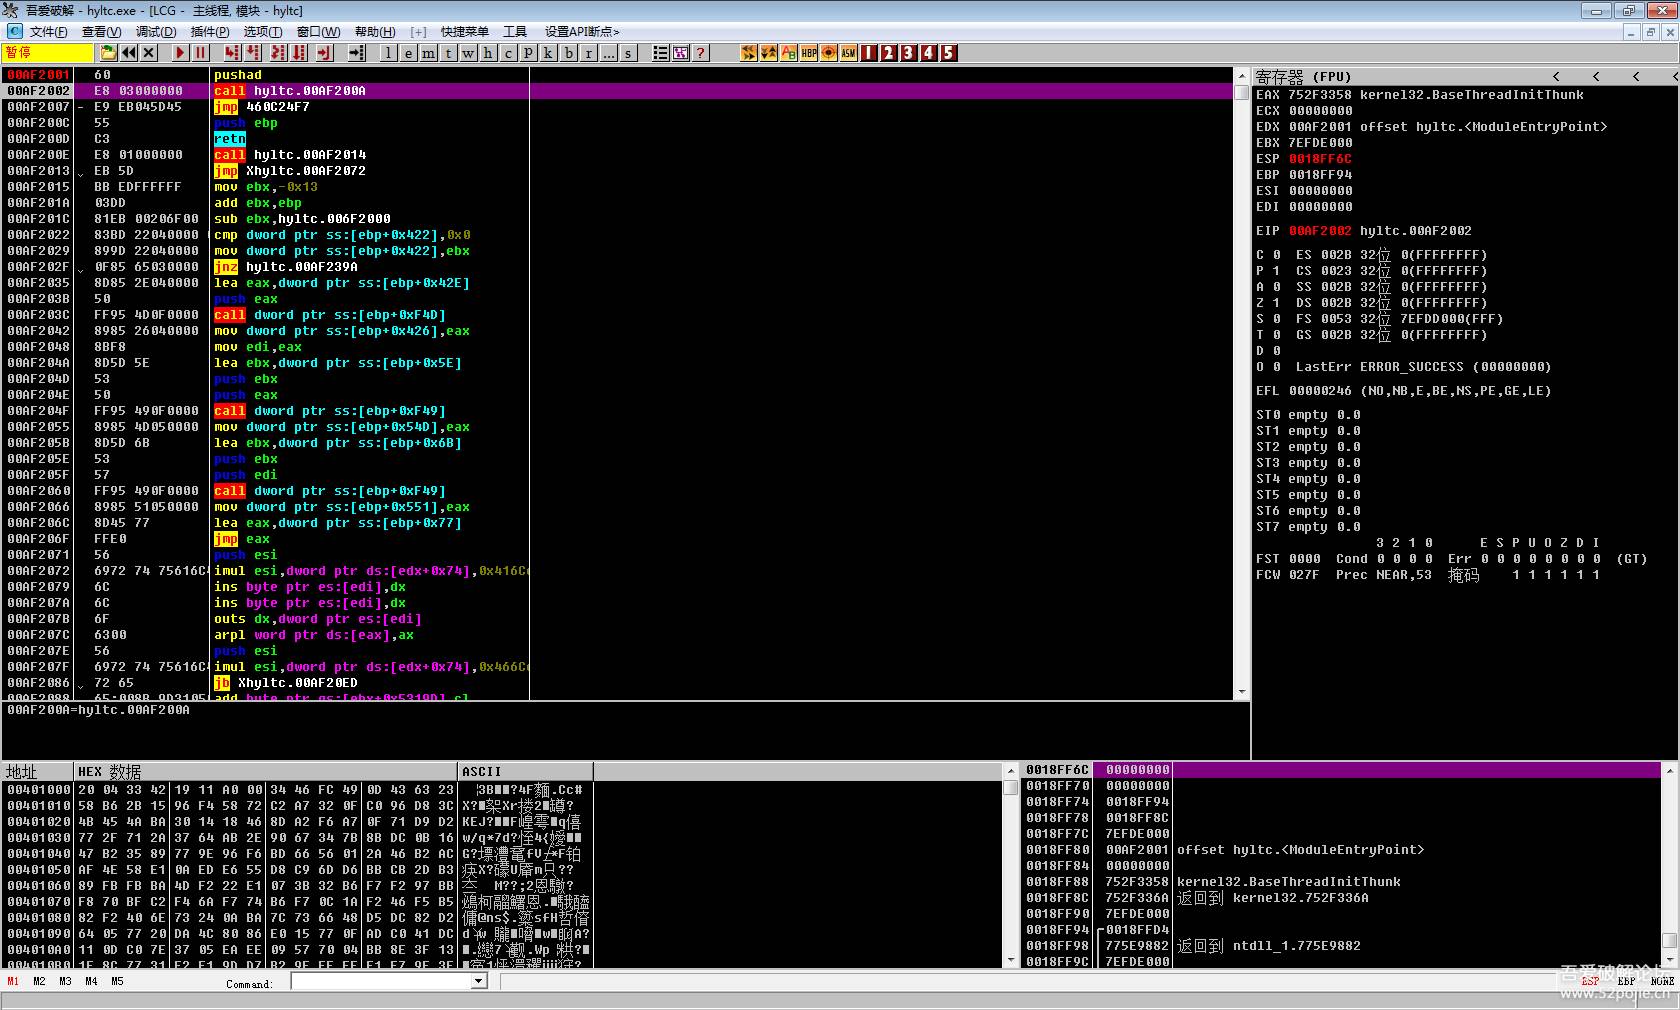 吾爱破解 - hyltc.exe - [LCG - 主线程, 模块 - hyltc]
文件(F) 查看(V) 调试(D) 插件(P) 选项(T) 窗口(W) 帮助(H) [+] 快捷菜单 工具 设置API断点>
暂停 l e m t w h c p k b r ... s ? HBP ASM 1 2 3 4 5
00AF2001 60 pushad
00AF2002 E8 03000000 call hyltc.00AF200A
00AF2007 - E9 EB045D45 jmp 460C24F7
00AF200C 55 push ebp
00AF200D C3 retn
00AF200E E8 01000000 call hyltc.00AF2014
00AF2013 EB 5D jmp Xhyltc.00AF2072
00AF2015 BB EDFFFFFF mov ebx,-0x13
00AF201A 03DD add ebx,ebp
00AF201C 81EB 00206F00 sub ebx,hyltc.006F2000
00AF2022 83BD 22040000 cmp dword ptr ss:[ebp+0x422],0x0
00AF2029 899D 22040000 mov dword ptr ss:[ebp+0x422],ebx
00AF202F 0F85 65030000 jnz hyltc.00AF239A
00AF2035 8D85 2E040000 lea eax,dword ptr ss:[ebp+0x42E]
00AF203B 50 push eax
00AF203C FF95 4D0F0000 call dword ptr ss:[ebp+0xF4D]
00AF2042 8985 26040000 mov dword ptr ss:[ebp+0x426],eax
00AF2048 8BF8 mov edi,eax
00AF204A 8D5D 5E lea ebx,dword ptr ss:[ebp+0x5E]
00AF204D 53 push ebx
00AF204E 50 push eax
00AF204F FF95 490F0000 call dword ptr ss:[ebp+0xF49]
00AF2055 8985 4D050000 mov dword ptr ss:[ebp+0x54D],eax
00AF205B 8D5D 6B lea ebx,dword ptr ss:[ebp+0x6B]
00AF205E 53 push ebx
00AF205F 57 push edi
00AF2060 FF95 490F0000 call dword ptr ss:[ebp+0xF49]
00AF2066 8985 51050000 mov dword ptr ss:[ebp+0x551],eax
00AF206C 8D45 77 lea eax,dword ptr ss:[ebp+0x77]
00AF206F FFE0 jmp eax
00AF2071 56 push esi
00AF2072 6972 74 75616C imul esi,dword ptr ds:[edx+0x74],0x416C
00AF2079 6C ins byte ptr es:[edi],dx
00AF207A 6C ins byte ptr es:[edi],dx
00AF207B 6F outs dx,dword ptr es:[edi]
00AF207C 6300 arpl word ptr ds:[eax],ax
00AF207E 56 push esi
00AF207F 6972 74 75616C imul esi,dword ptr ds:[edx+0x74],0x466C
00AF2086 72 65 jb Xhyltc.00AF20ED
00AF200A=hyltc.00AF200A
寄存器 (FPU) < < < <
EAX 752F3358 kernel32.BaseThreadInitThunk
ECX 00000000
EDX 00AF2001 offset hyltc.<ModuleEntryPoint>
EBX 7EFDE000
ESP 0018FF6C
EBP 0018FF94
ESI 00000000
EDI 00000000
EIP 00AF2002 hyltc.00AF2002
C 0 ES 002B 32位 0(FFFFFFFF)
P 1 CS 0023 32位 0(FFFFFFFF)
A 0 SS 002B 32位 0(FFFFFFFF)
Z 1 DS 002B 32位 0(FFFFFFFF)
S 0 FS 0053 32位 7EFDD000(FFF)
T 0 GS 002B 32位 0(FFFFFFFF)
D 0
O 0 LastErr ERROR_SUCCESS (00000000)
EFL 00000246 (NO,NB,E,BE,NS,PE,GE,LE)
ST0 empty 0.0
ST1 empty 0.0
ST2 empty 0.0
ST3 empty 0.0
ST4 empty 0.0
ST5 empty 0.0
ST6 empty 0.0
ST7 empty 0.0
3 2 1 0 E S P U O Z D I
FST 0000 Cond 0 0 0 0 Err 0 0 0 0 0 0 0 0 (GT)
FCW 027F Prec NEAR,53 掩码 1 1 1 1 1 1
地址 HEX 数据 ASCII
00401000 20 04 33 42 19 11 A0 00 34 46 FC 49 0D 43 63 23
00401010 58 B6 2B 15 96 F4 58 72 C2 A7 32 0F C0 96 D8 3C
00401020 4B 45 4A BA 30 14 18 46 8D A2 F6 A7 0F 71 D9 D2
00401030 77 2F 71 2A 37 64 AB 2E 90 67 34 7B 8B DC 0B 16
00401040 47 B2 35 89 77 9E 96 F6 BD 66 56 01 2A 46 B2 AC
00401050 AF 4E 58 E1 0A ED E6 55 D8 C9 6D D6 BB CB 2D B3
00401060 89 FB FB BA 4D F2 22 E1 07 3B 32 B6 F7 F2 97 BB
00401070 F8 70 BF C2 F4 6A F7 74 B6 F7 0C 1A F2 46 F5 B5
00401080 82 F2 40 6E 73 24 0A BA 7C 73 66 48 D5 DC 82 D2
00401090 64 05 77 20 DA 4C 80 86 E0 15 77 0F AD C0 41 DC
004010A0 11 0D C0 7E 37 05 EA EE 09 57 70 04 BB 8E 3F 13
0018FF6C 00000000
0018FF70 00000000
0018FF74 0018FF94
0018FF78 0018FF8C
0018FF7C 7EFDE000
0018FF80 00AF2001 offset hyltc.<ModuleEntryPoint>
0018FF84 00000000
0018FF88 752F3358 kernel32.BaseThreadInitThunk
0018FF8C 752F336A 返回到 kernel32.752F336A
0018FF90 7EFDE000
0018FF94 0018FFD4
0018FF98 775E9882 返回到 ntdll_1.775E9882
0018FF9C 7EFDE000
M1 M2 M3 M4 M5 Command: ESP EBP NONE
吾爱破解论坛
www.52pojie.cn